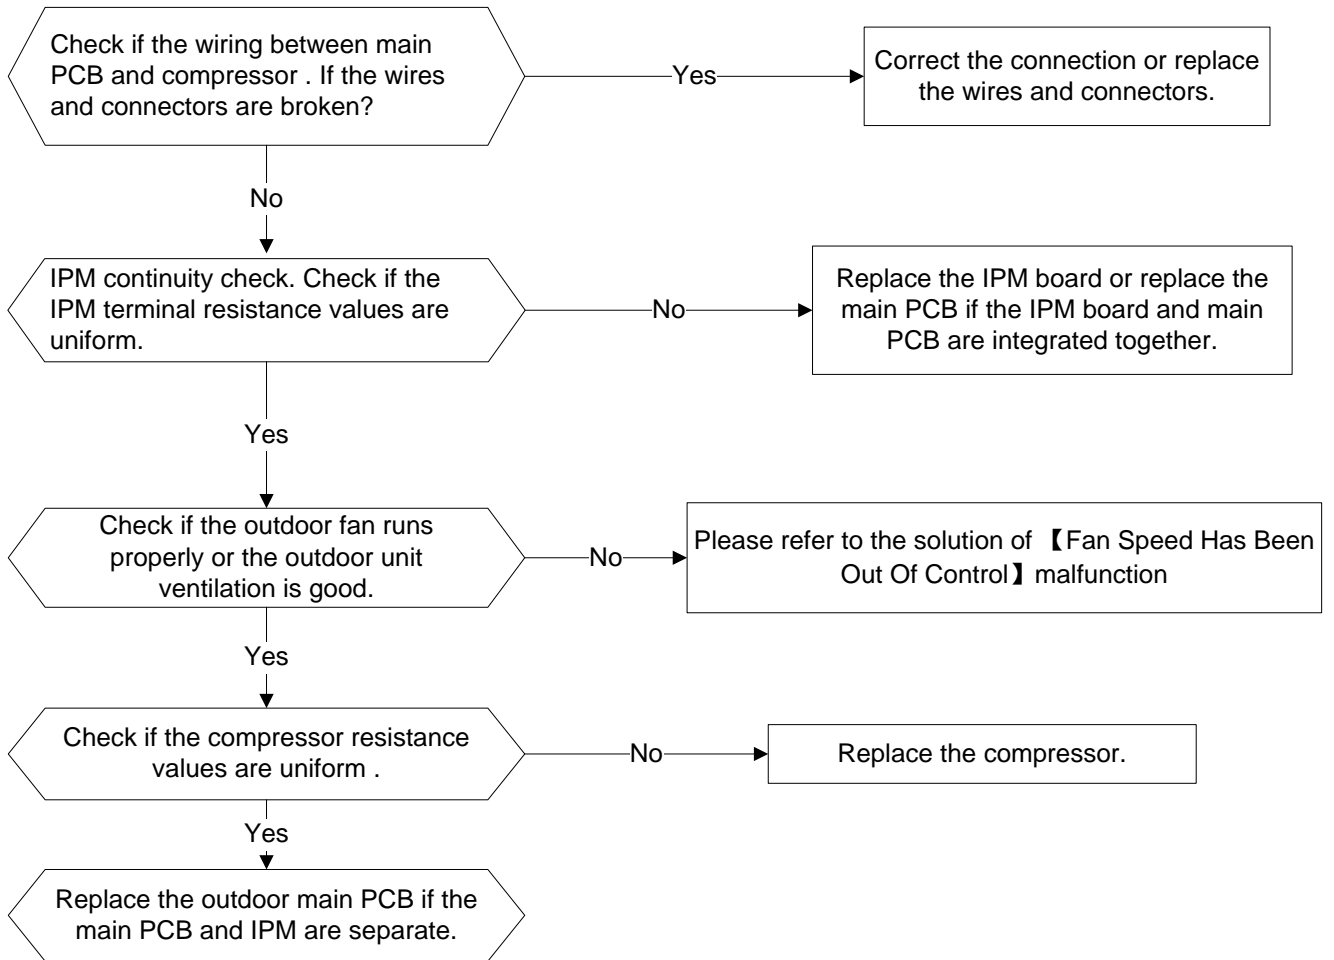 Check if the wiring between main
PCB and compressor . If the wires
and connectors are broken?
Yes
Correct the connection or replace
the wires and connectors.
No
IPM continuity check. Check if the
IPM terminal resistance values are
uniform.
No
Replace the IPM board or replace the
main PCB if the IPM board and main
PCB are integrated together.
Yes
Check if the outdoor fan runs
properly or the outdoor unit
ventilation is good.
No
Please refer to the solution of 【Fan Speed Has Been
Out Of Control】malfunction
Yes
Check if the compressor resistance
values are uniform .
No
Replace the compressor.
Yes
Replace the outdoor main PCB if the
main PCB and IPM are separate.